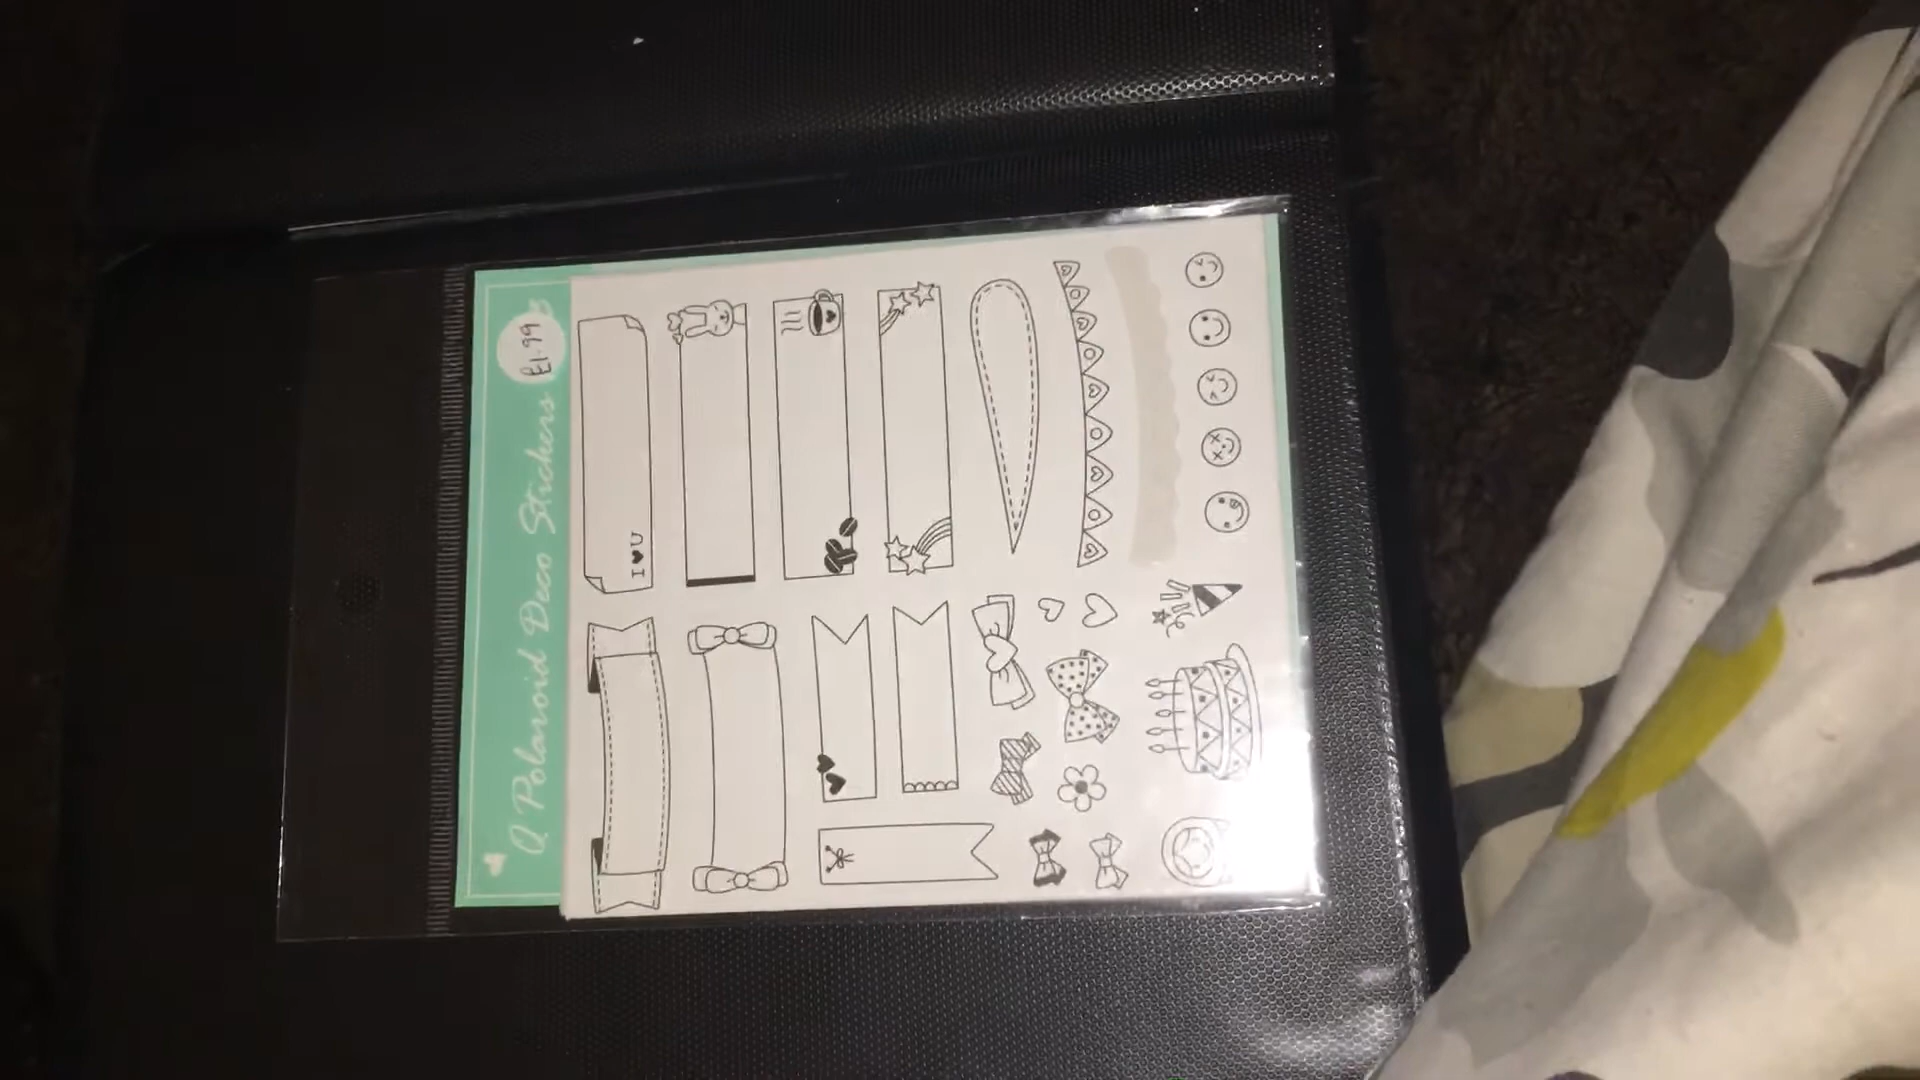 Q Polaroid Deco Stickers
£1.99
I ♥ U